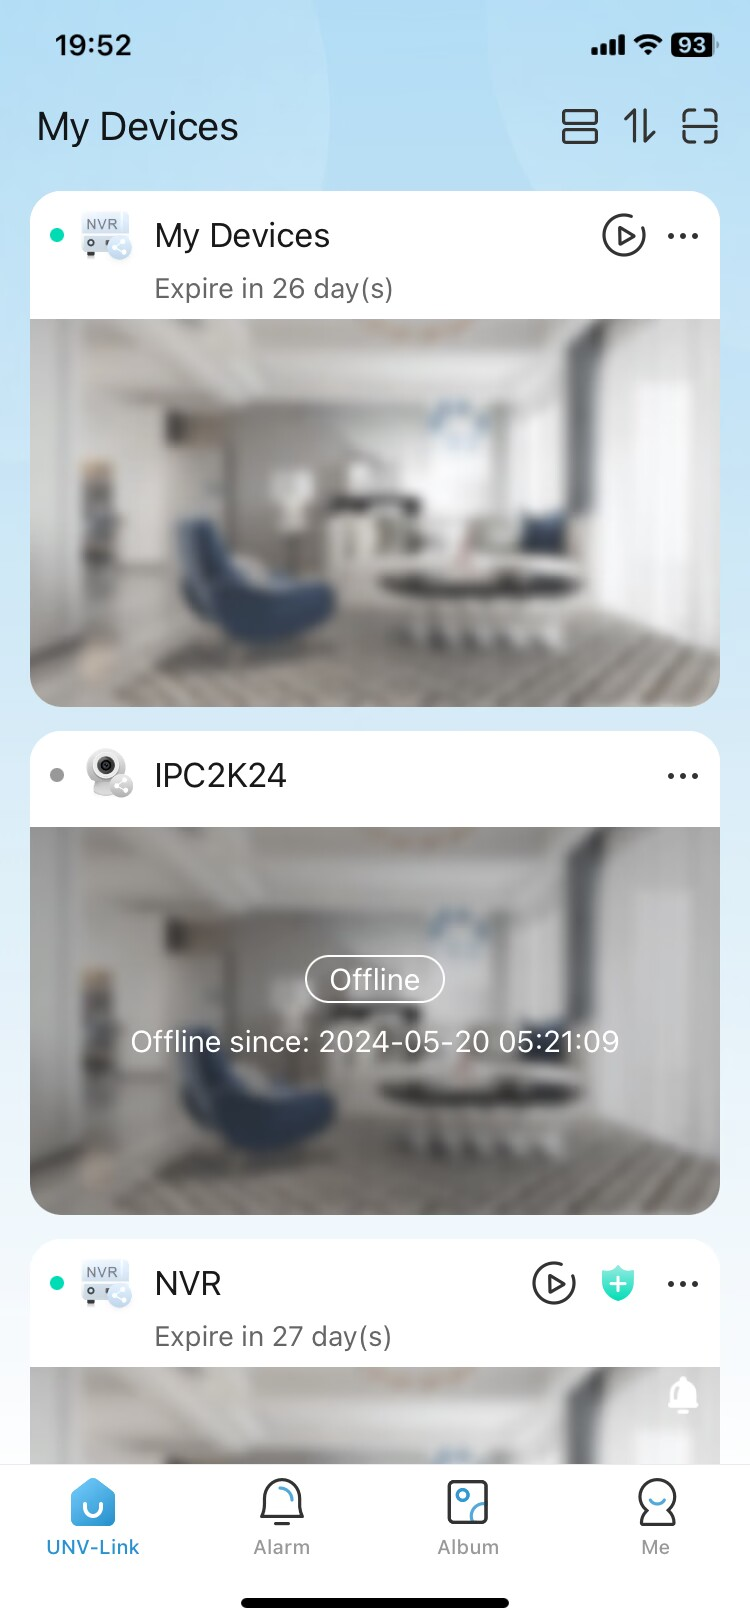 19:52
93
My Devices
NVR
My Devices
Expire in 26 day(s)
IPC2K24
Offline
Offline since: 2024-05-20 05:21:09
NVR
NVR
Expire in 27 day(s)
UNV-Link
Alarm
Album
Me